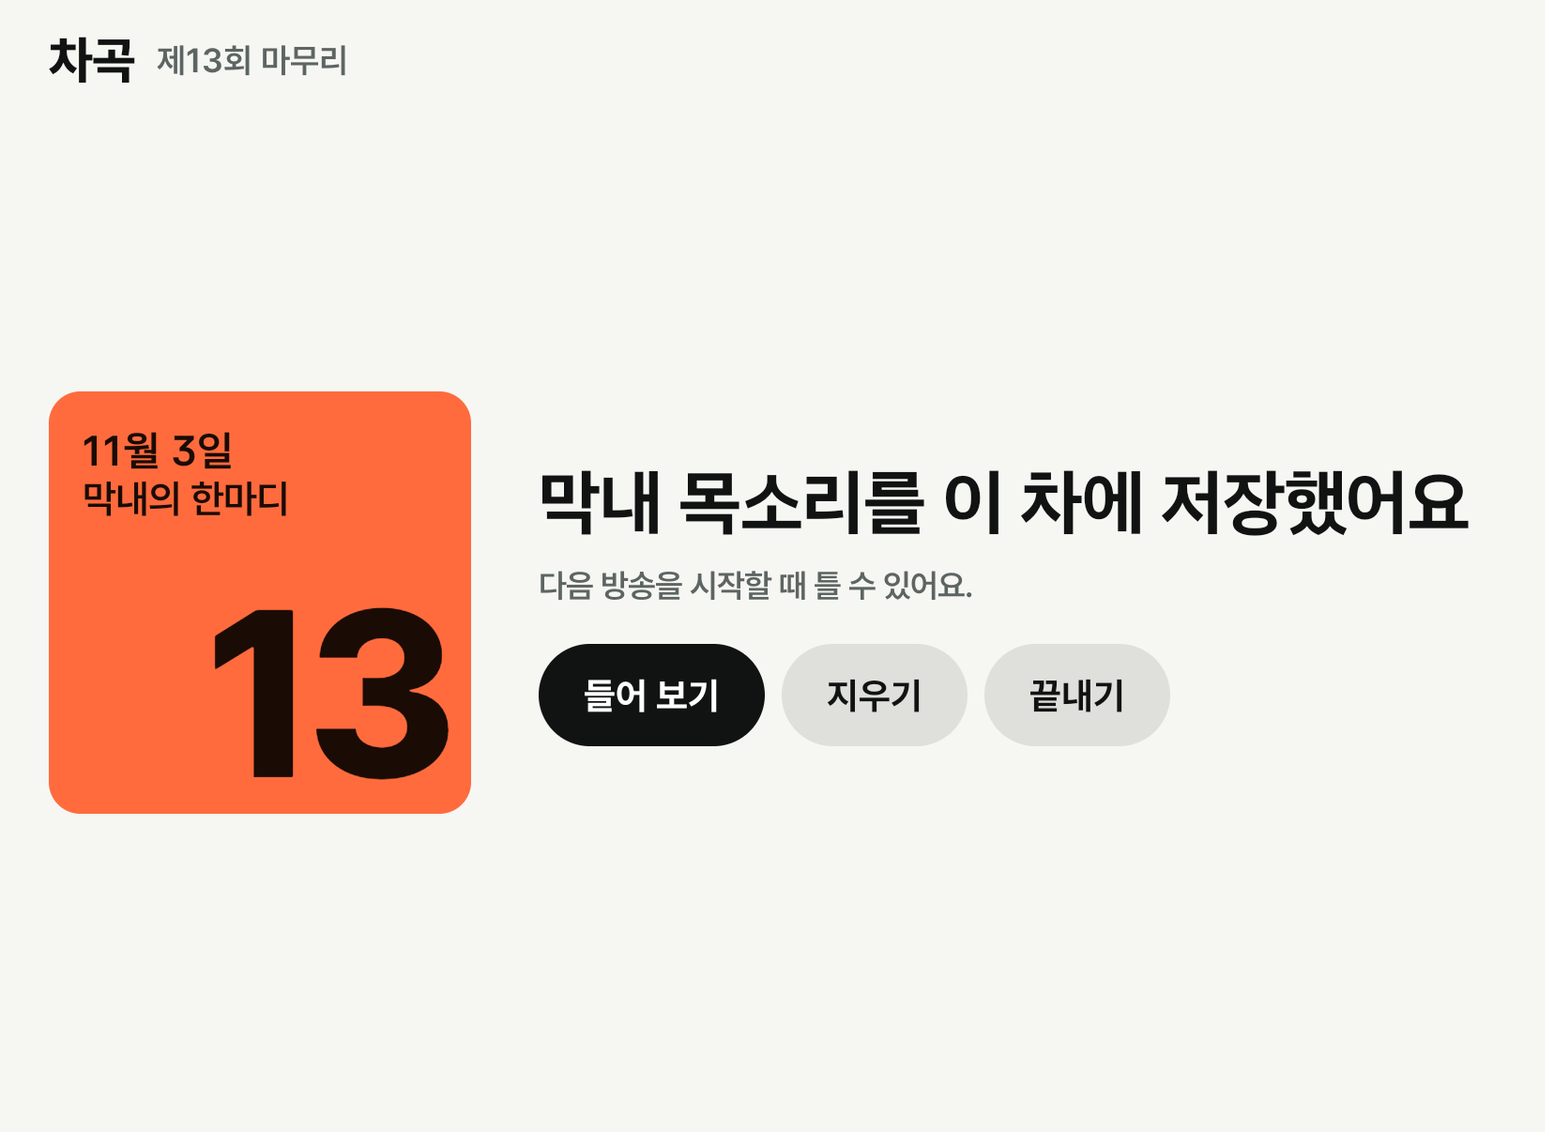 차곡 제13회 마무리
11월 3일
막내의 한마디
13
막내 목소리를 이 차에 저장했어요
다음 방송을 시작할 때 틀 수 있어요.
들어 보기 지우기 끝내기